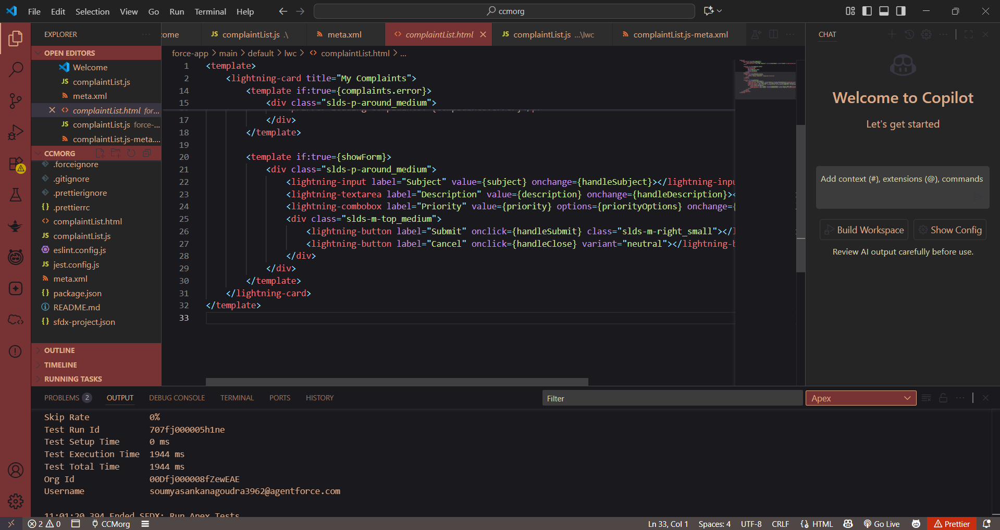 File Edit Selection View Go Run Terminal Help
ccmorg
EXPLORER
OPEN EDITORS
Welcome
JS complaintList.js
meta.xml
complaintList.html for...
JS complaintList.js force-...
complaintList.js-meta....
CCMORG
.forceignore
.gitignore
.prettierignore
{} .prettierrc
<> complaintList.html
JS complaintList.js
eslint.config.js
JS jest.config.js
meta.xml
{} package.json
README.md
{} sfdx-project.json
OUTLINE
TIMELINE
RUNNING TASKS
ome
JS complaintList.js .\
meta.xml
<> complaintList.html
JS complaintList.js ...\lwc
complaintList.js-meta.xml
force-app > main > default > lwc > <> complaintList.html > ...
1 <template>
2 <lightning-card title="My Complaints">
14 <template if:true={complaints.error}>
15 <div class="slds-p-around_medium">
17 </div>
18 </template>
19
20 <template if:true={showForm}>
21 <div class="slds-p-around_medium">
22 <lightning-input label="Subject" value={subject} onchange={handleSubject}></lightning-inpu
23 <lightning-textarea label="Description" value={description} onchange={handleDescription}><
24 <lightning-combobox label="Priority" value={priority} options={priorityOptions} onchange={
25 <div class="slds-m-top_medium">
26 <lightning-button label="Submit" onclick={handleSubmit} class="slds-m-right_small"></l
27 <lightning-button label="Cancel" onclick={handleClose} variant="neutral"></lightning-b
28 </div>
29 </div>
30 </template>
31 </lightning-card>
32 </template>
33
CHAT
Welcome to Copilot
Let's get started
Add context (#), extensions (@), commands
Build Workspace
Show Config
Review AI output carefully before use.
PROBLEMS 2 OUTPUT DEBUG CONSOLE TERMINAL PORTS HISTORY
Filter
Apex
Skip Rate 0%
Test Run Id 707fj000005h1ne
Test Setup Time 0 ms
Test Execution Time 1944 ms
Test Total Time 1944 ms
Org Id 00Dfj000008fZewEAE
Username soumyasankanagoudra3962@agentforce.com
11:01:20.394 Ended SFDX: Run Apex Tests
2 0 CCMorg
Ln 33, Col 1 Spaces: 4 UTF-8 CRLF {} HTML Go Live Prettier